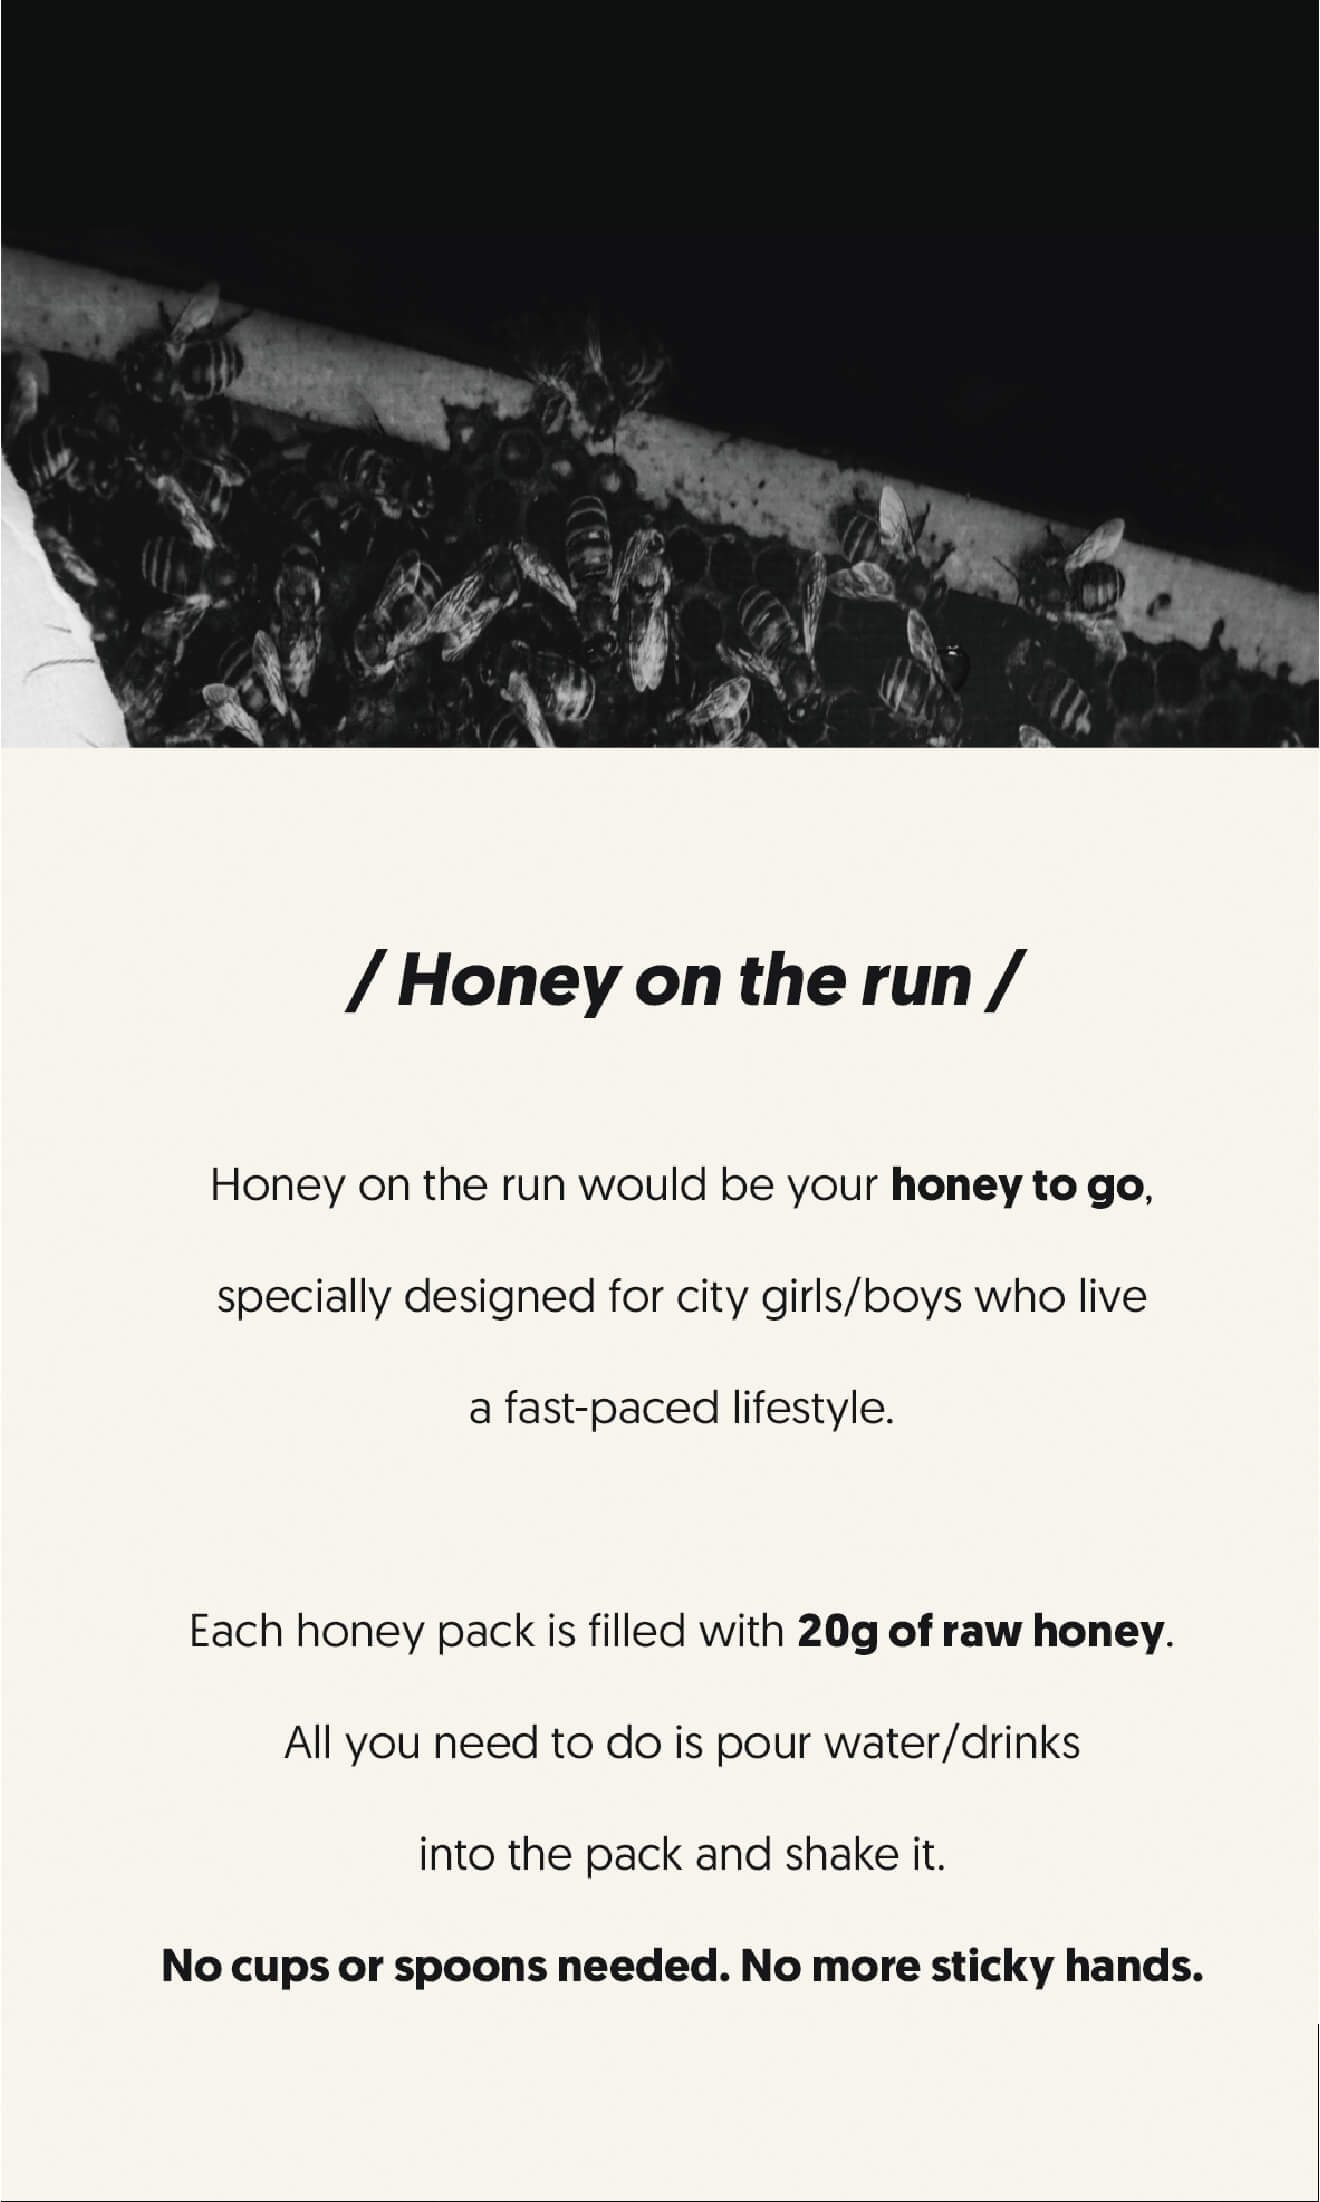 / Honey on the run /
Honey on the run would be your honey to go,
specially designed for city girls/boys who live
a fast-paced lifestyle.
Each honey pack is filled with 20g of raw honey.
All you need to do is pour water/drinks
into the pack and shake it.
No cups or spoons needed. No more sticky hands.